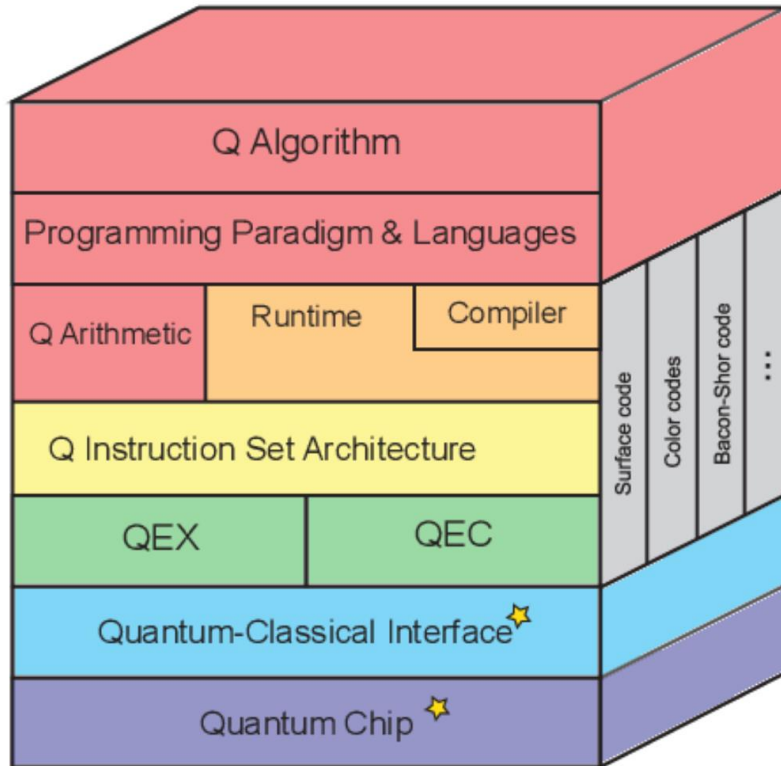 Q Algorithm
Programming Paradigm & Languages
Q Arithmetic
Runtime
Compiler
Q Instruction Set Architecture
QEX
QEC
Quantum-Classical Interface
Quantum Chip
Surface code
Color codes
Bacon-Shor code
...